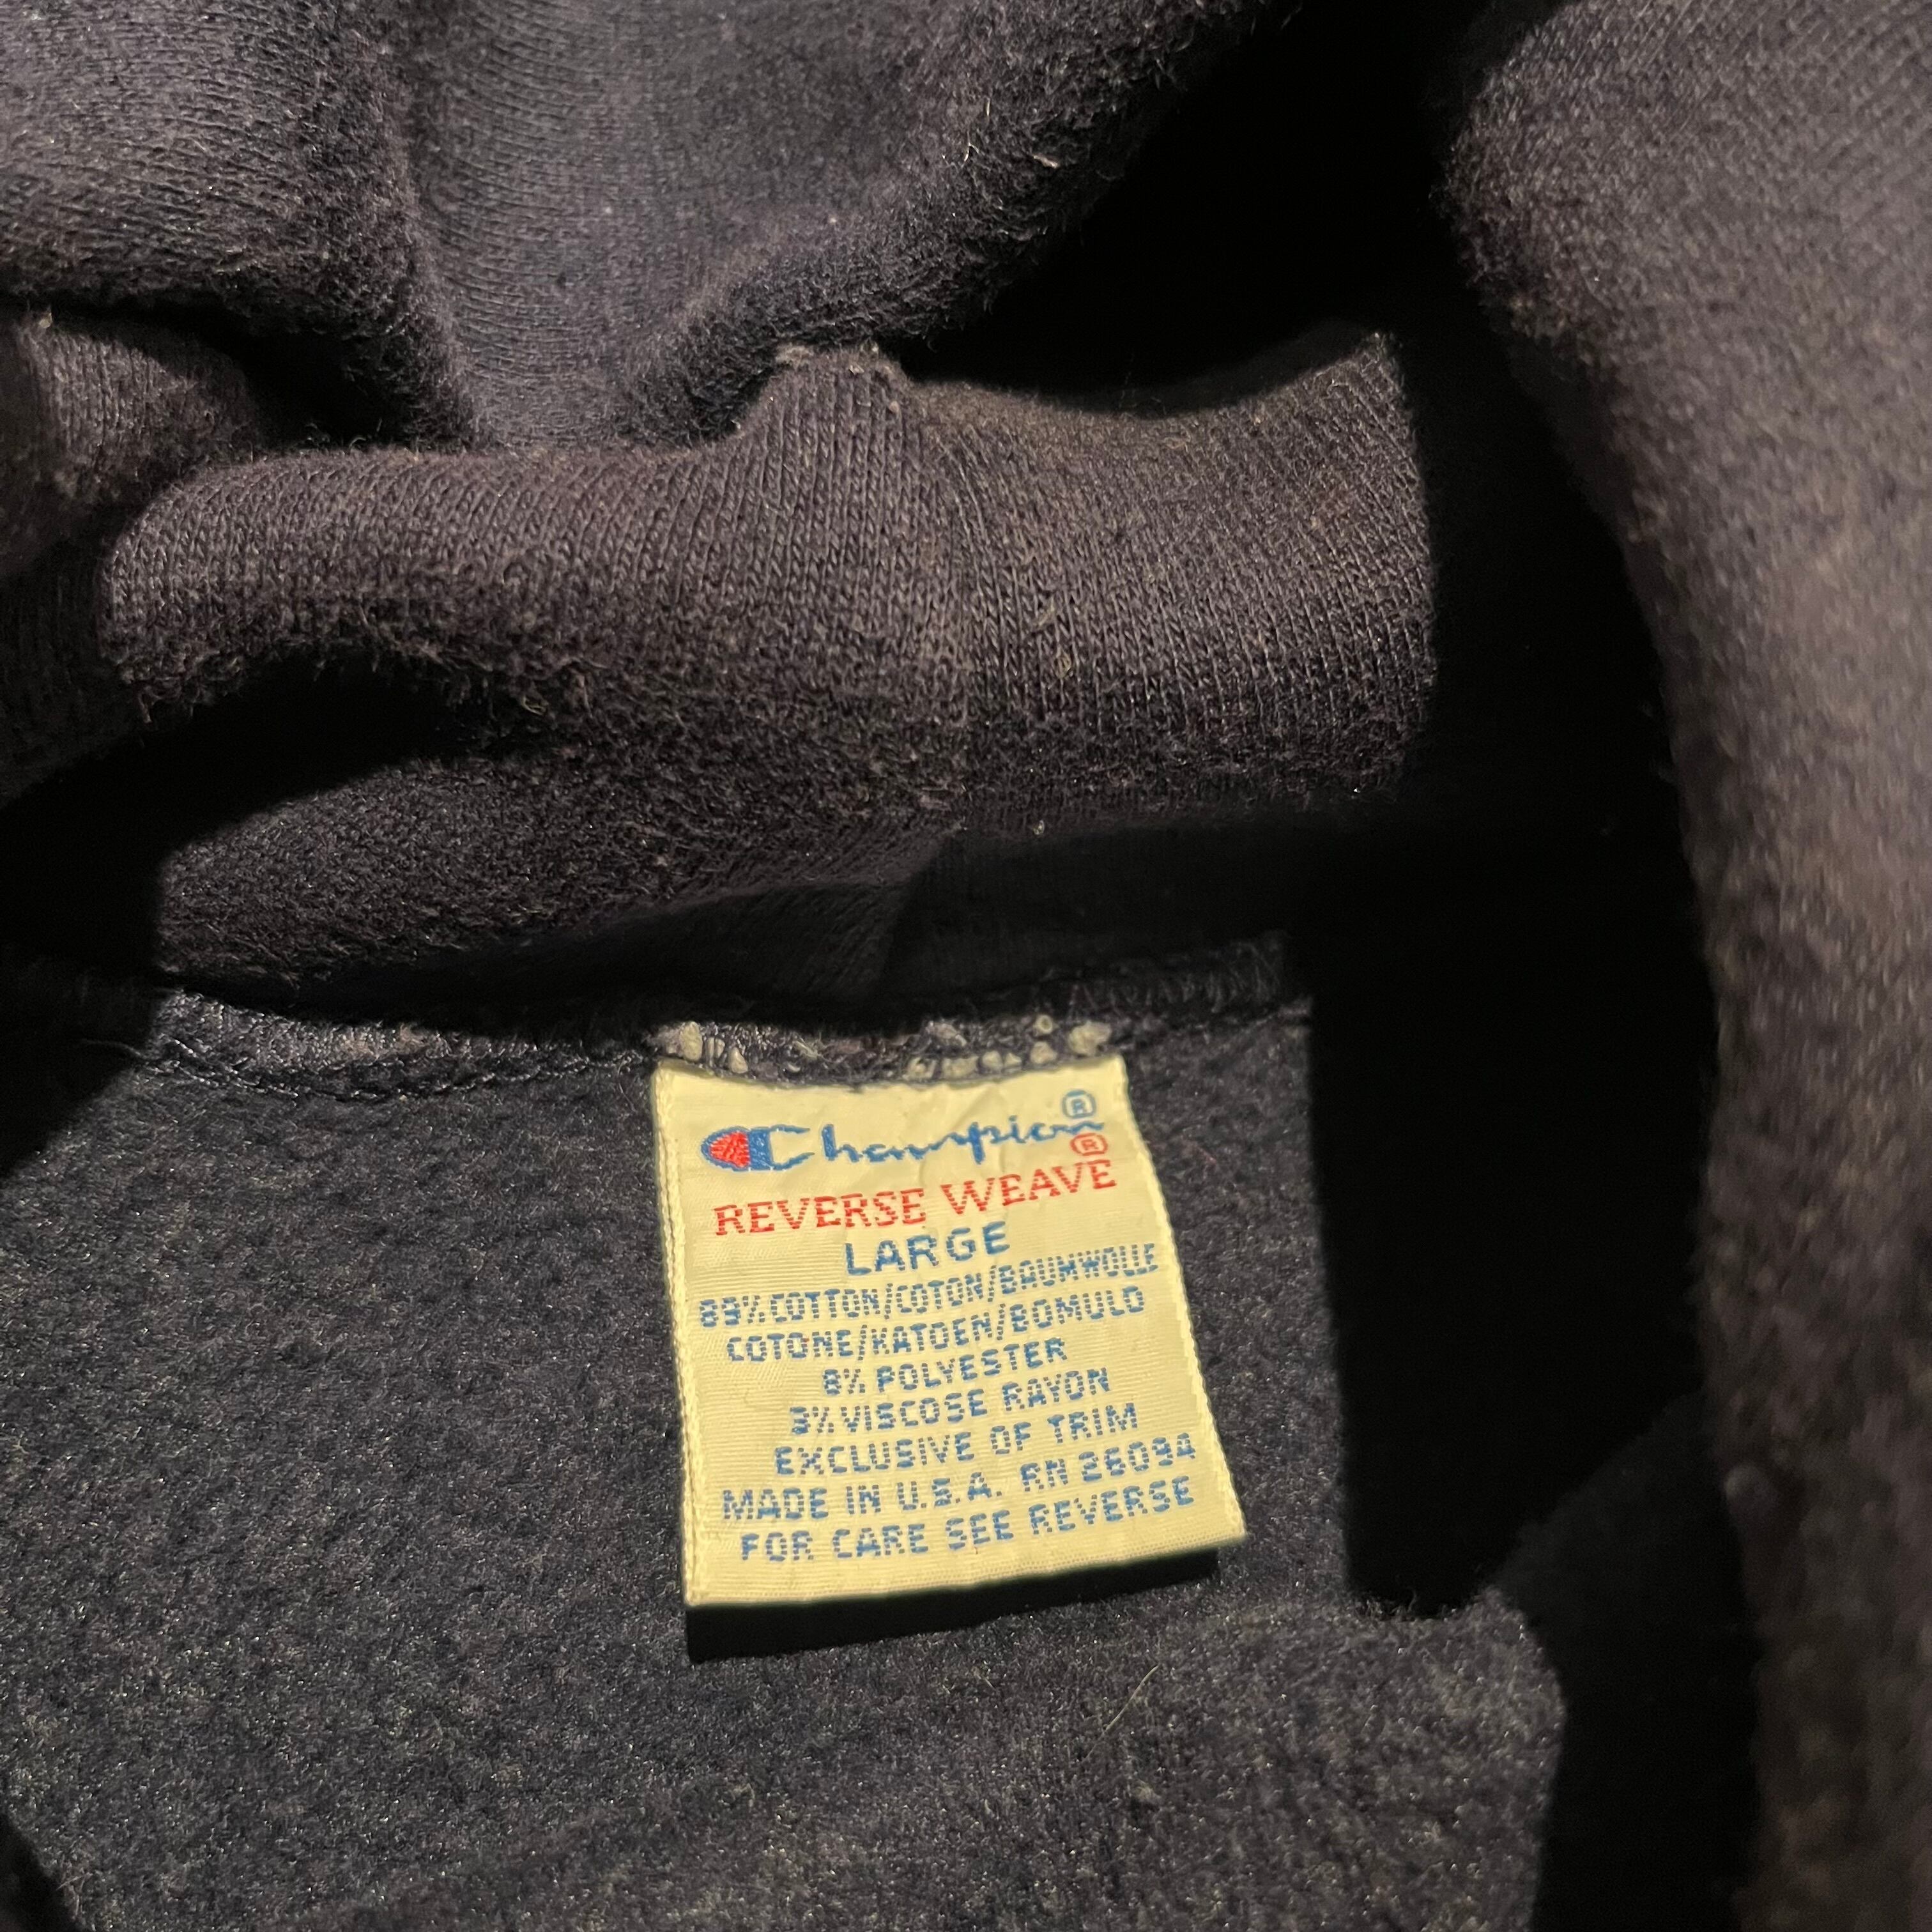 Champion®
REVERSE WEAVE®
LARGE
89% COTTON/COTON/BAUMWOLLE
COTONE/KATOEN/BOMULD
8% POLYESTER
3% VISCOSE RAYON
EXCLUSIVE OF TRIM
MADE IN U.S.A. RN 26094
FOR CARE SEE REVERSE